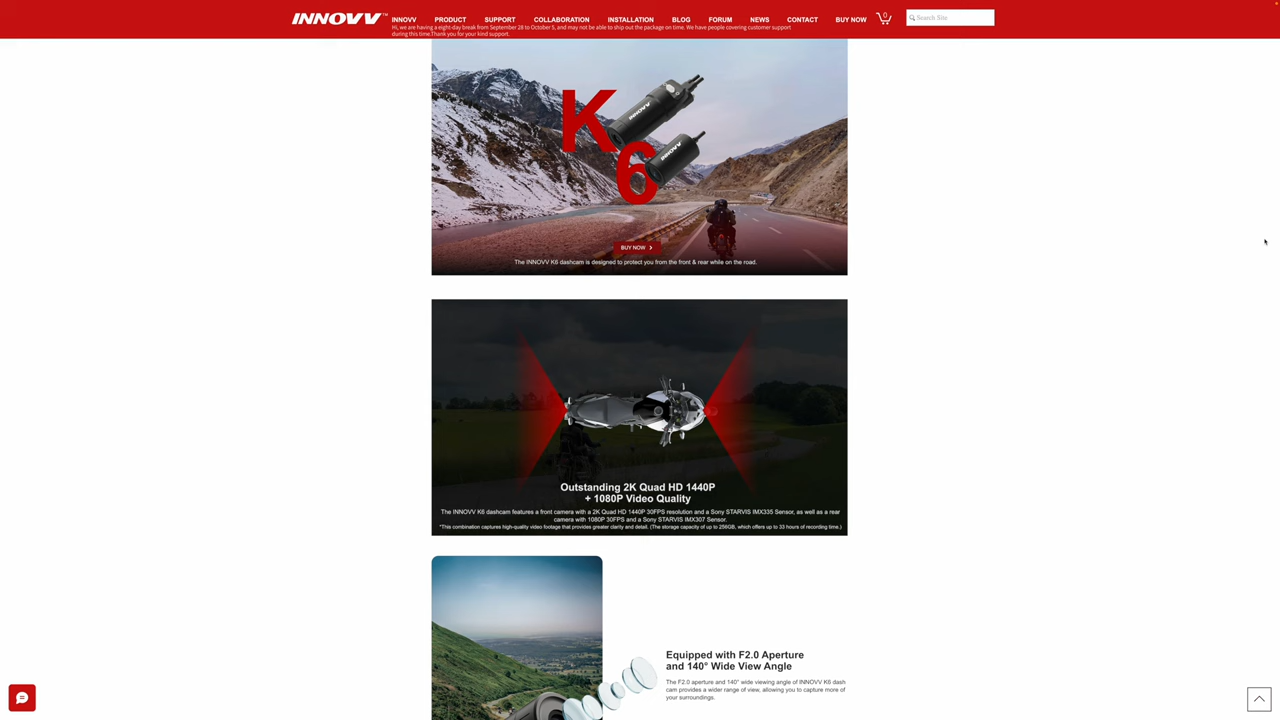 INNOVV™
INNOVV PRODUCT SUPPORT COLLABORATION INSTALLATION BLOG FORUM NEWS CONTACT BUY NOW 0 Search Site
Hi, we are having a eight-day break from September 28 to October 5, and may not be able to ship out the package on time. We have people covering customer support
during this time.Thank you for your kind support.
K
6
INNOVV
INNOVV
BUY NOW
The INNOVV K6 dashcam is designed to protect you from the front & rear while on the road.
Outstanding 2K Quad HD 1440P
+ 1080P Video Quality
The INNOVV K6 dashcam features a front camera with a 2K Quad HD 1440P 30FPS resolution and a Sony STARVIS IMX335 Sensor, as well as a rear
camera with 1080P 30FPS and a Sony STARVIS IMX307 Sensor.
*This combination captures high-quality video footage that provides greater clarity and detail. (The storage capacity of up to 256GB, which offers up to 33 hours of recording time.)
Equipped with F2.0 Aperture
and 140° Wide View Angle
The F2.0 aperture and 140° wide viewing angle of INNOVV K6 dash
cam provides a wider range of view, allowing you to capture more of
your surroundings.